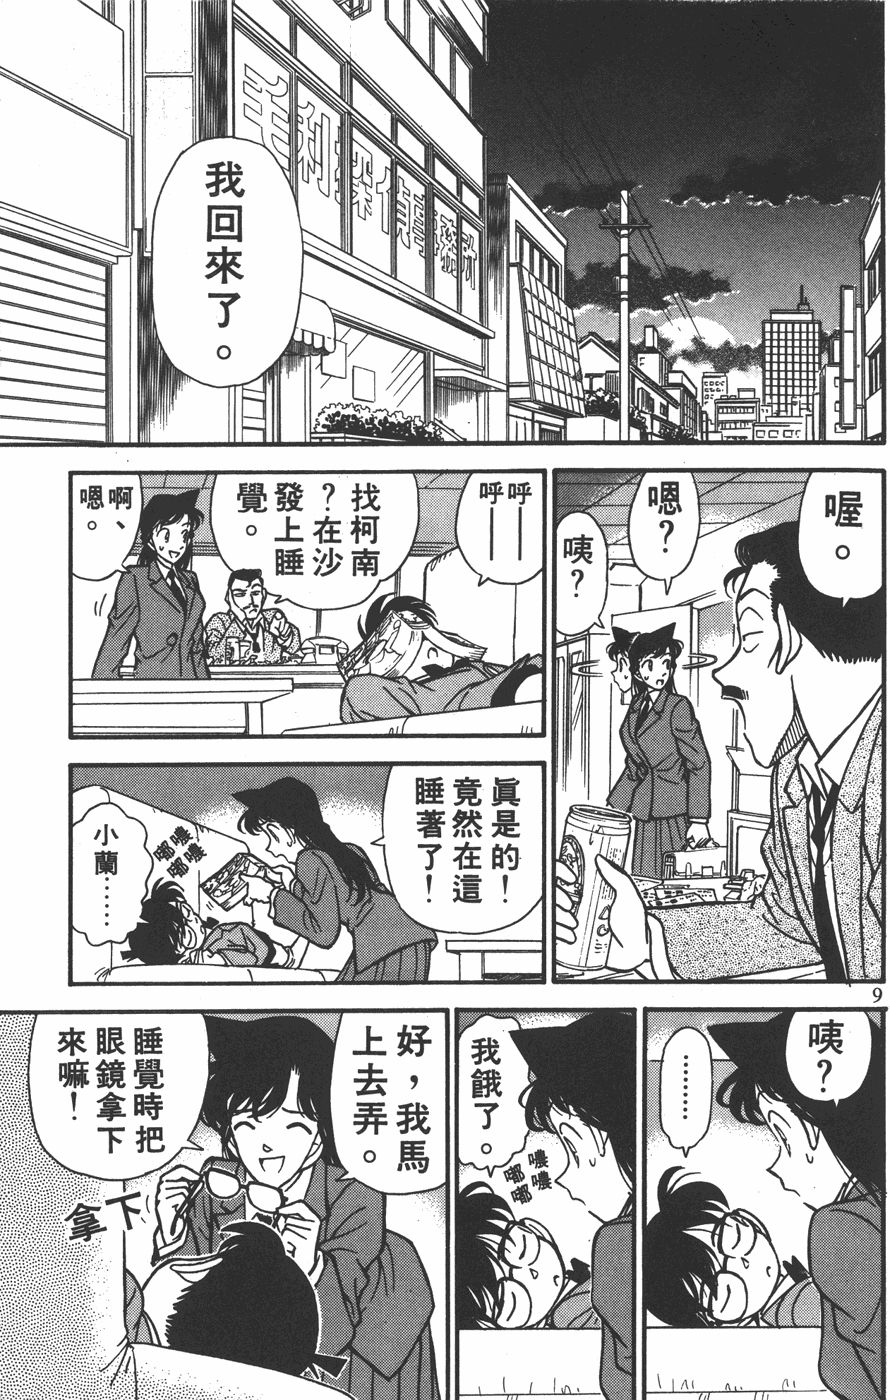 毛利探偵事務所
我回來了。
喔。
嗯?
咦?
呼——
呼——
找柯南
?在沙
發上睡
覺。
啊、
嗯。
真是的!
竟然在這
睡著了!
嘟噥
嘟噥
小蘭……
9
咦?
……
我餓了。
嘟噥
嘟噥
好,我馬
上去弄。
睡覺時把
眼鏡拿下
來嘛!
拿下